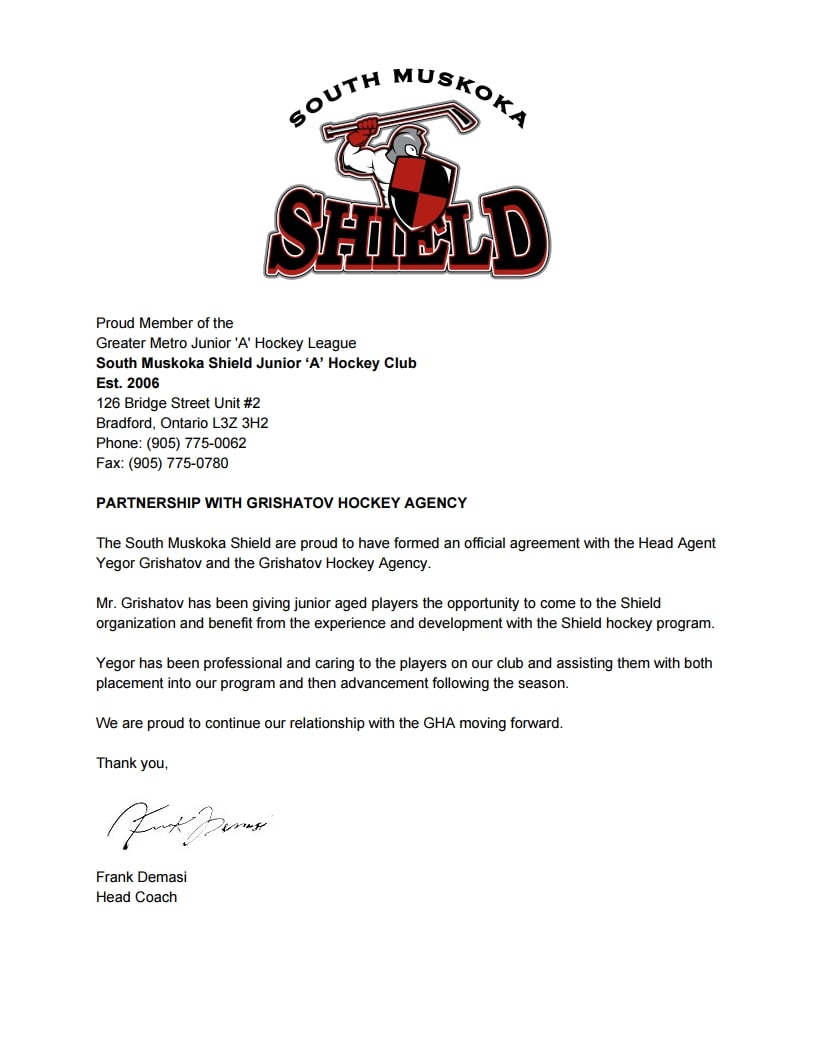 SOUTH MUSKOKA
SHIELD
Proud Member of the
Greater Metro Junior 'A' Hockey League
South Muskoka Shield Junior ‘A’ Hockey Club
Est. 2006
126 Bridge Street Unit #2
Bradford, Ontario L3Z 3H2
Phone: (905) 775-0062
Fax: (905) 775-0780
PARTNERSHIP WITH GRISHATOV HOCKEY AGENCY
The South Muskoka Shield are proud to have formed an official agreement with the Head Agent
Yegor Grishatov and the Grishatov Hockey Agency.
Mr. Grishatov has been giving junior aged players the opportunity to come to the Shield
organization and benefit from the experience and development with the Shield hockey program.
Yegor has been professional and caring to the players on our club and assisting them with both
placement into our program and then advancement following the season.
We are proud to continue our relationship with the GHA moving forward.
Thank you,
Frank Demasi
Frank Demasi
Head Coach